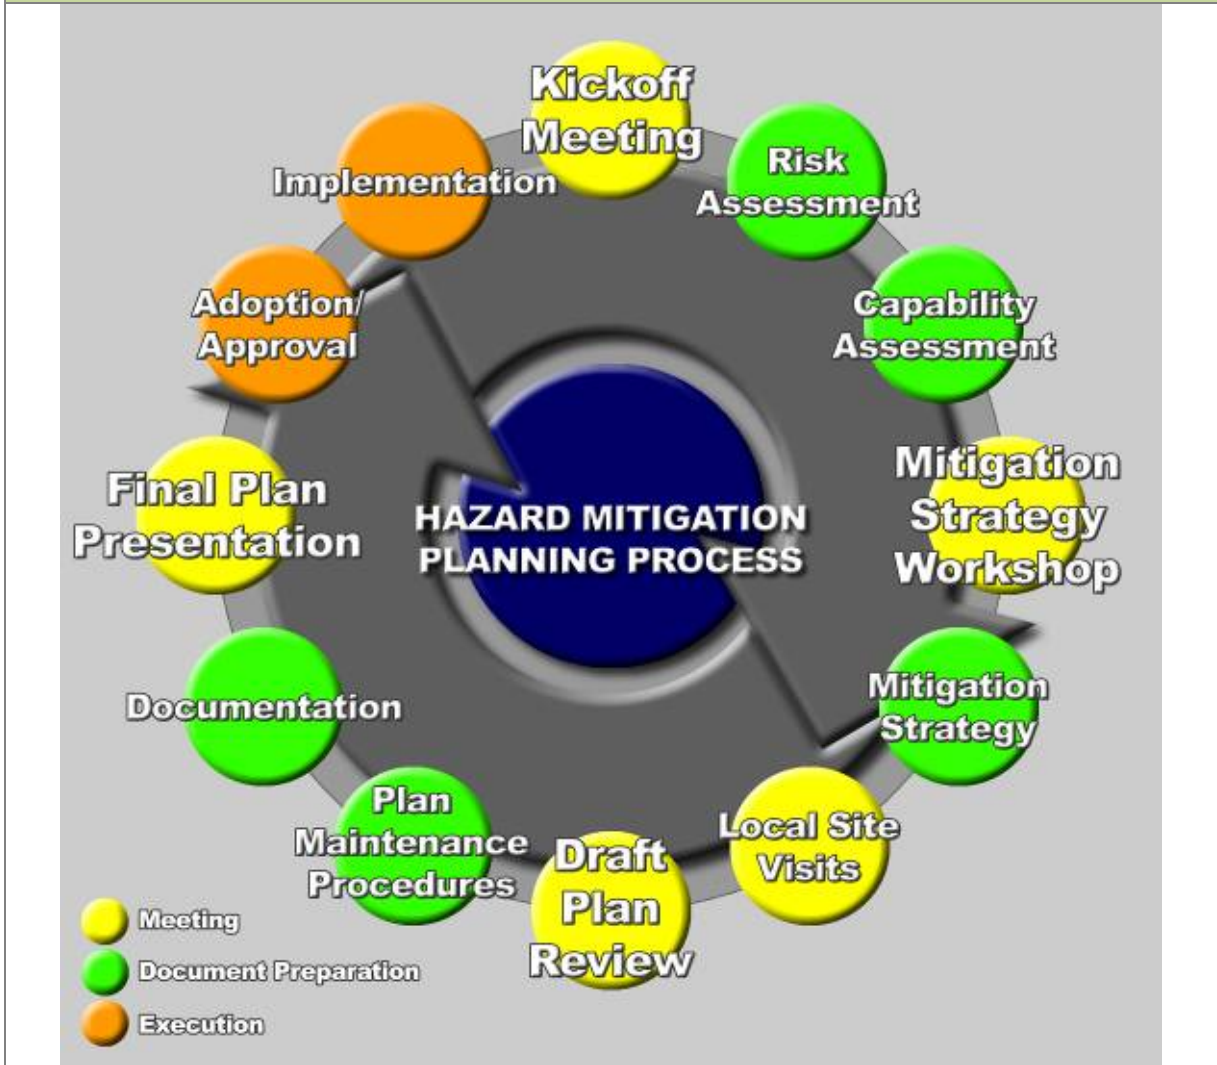 Kickoff
Meeting
Risk
Assessment
Capability
Assessment
Mitigation
Strategy
Workshop
Mitigation
Strategy
Local Site
Visits
Draft
Plan
Review
Plan
Maintenance
Procedures
Documentation
Final Plan
Presentation
Adoption/
Approval
Implementation
HAZARD MITIGATION
PLANNING PROCESS
Meeting
Document Preparation
Execution